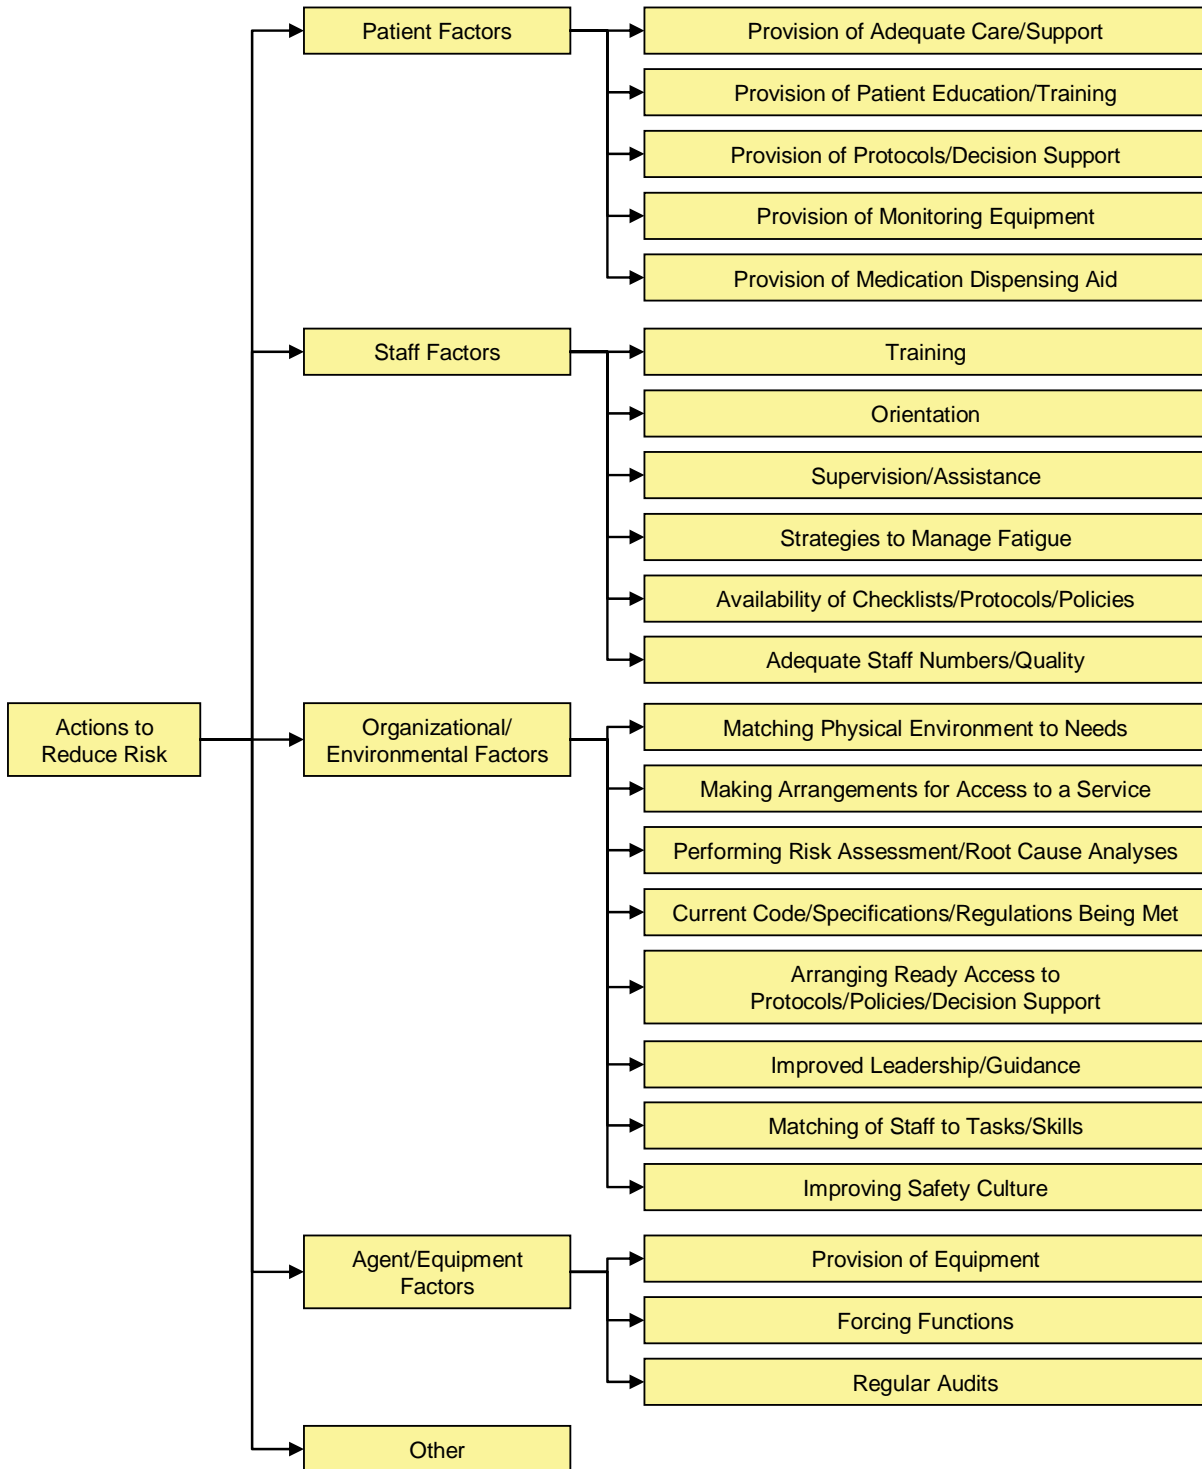 Patient Factors
Provision of Adequate Care/Support
Provision of Patient Education/Training
Provision of Protocols/Decision Support
Provision of Monitoring Equipment
Provision of Medication Dispensing Aid
Staff Factors
Training
Orientation
Supervision/Assistance
Strategies to Manage Fatigue
Availability of Checklists/Protocols/Policies
Adequate Staff Numbers/Quality
Actions to
Reduce Risk
Organizational/
Environmental Factors
Matching Physical Environment to Needs
Making Arrangements for Access to a Service
Performing Risk Assessment/Root Cause Analyses
Current Code/Specifications/Regulations Being Met
Arranging Ready Access to
Protocols/Policies/Decision Support
Improved Leadership/Guidance
Matching of Staff to Tasks/Skills
Improving Safety Culture
Agent/Equipment
Factors
Provision of Equipment
Forcing Functions
Regular Audits
Other